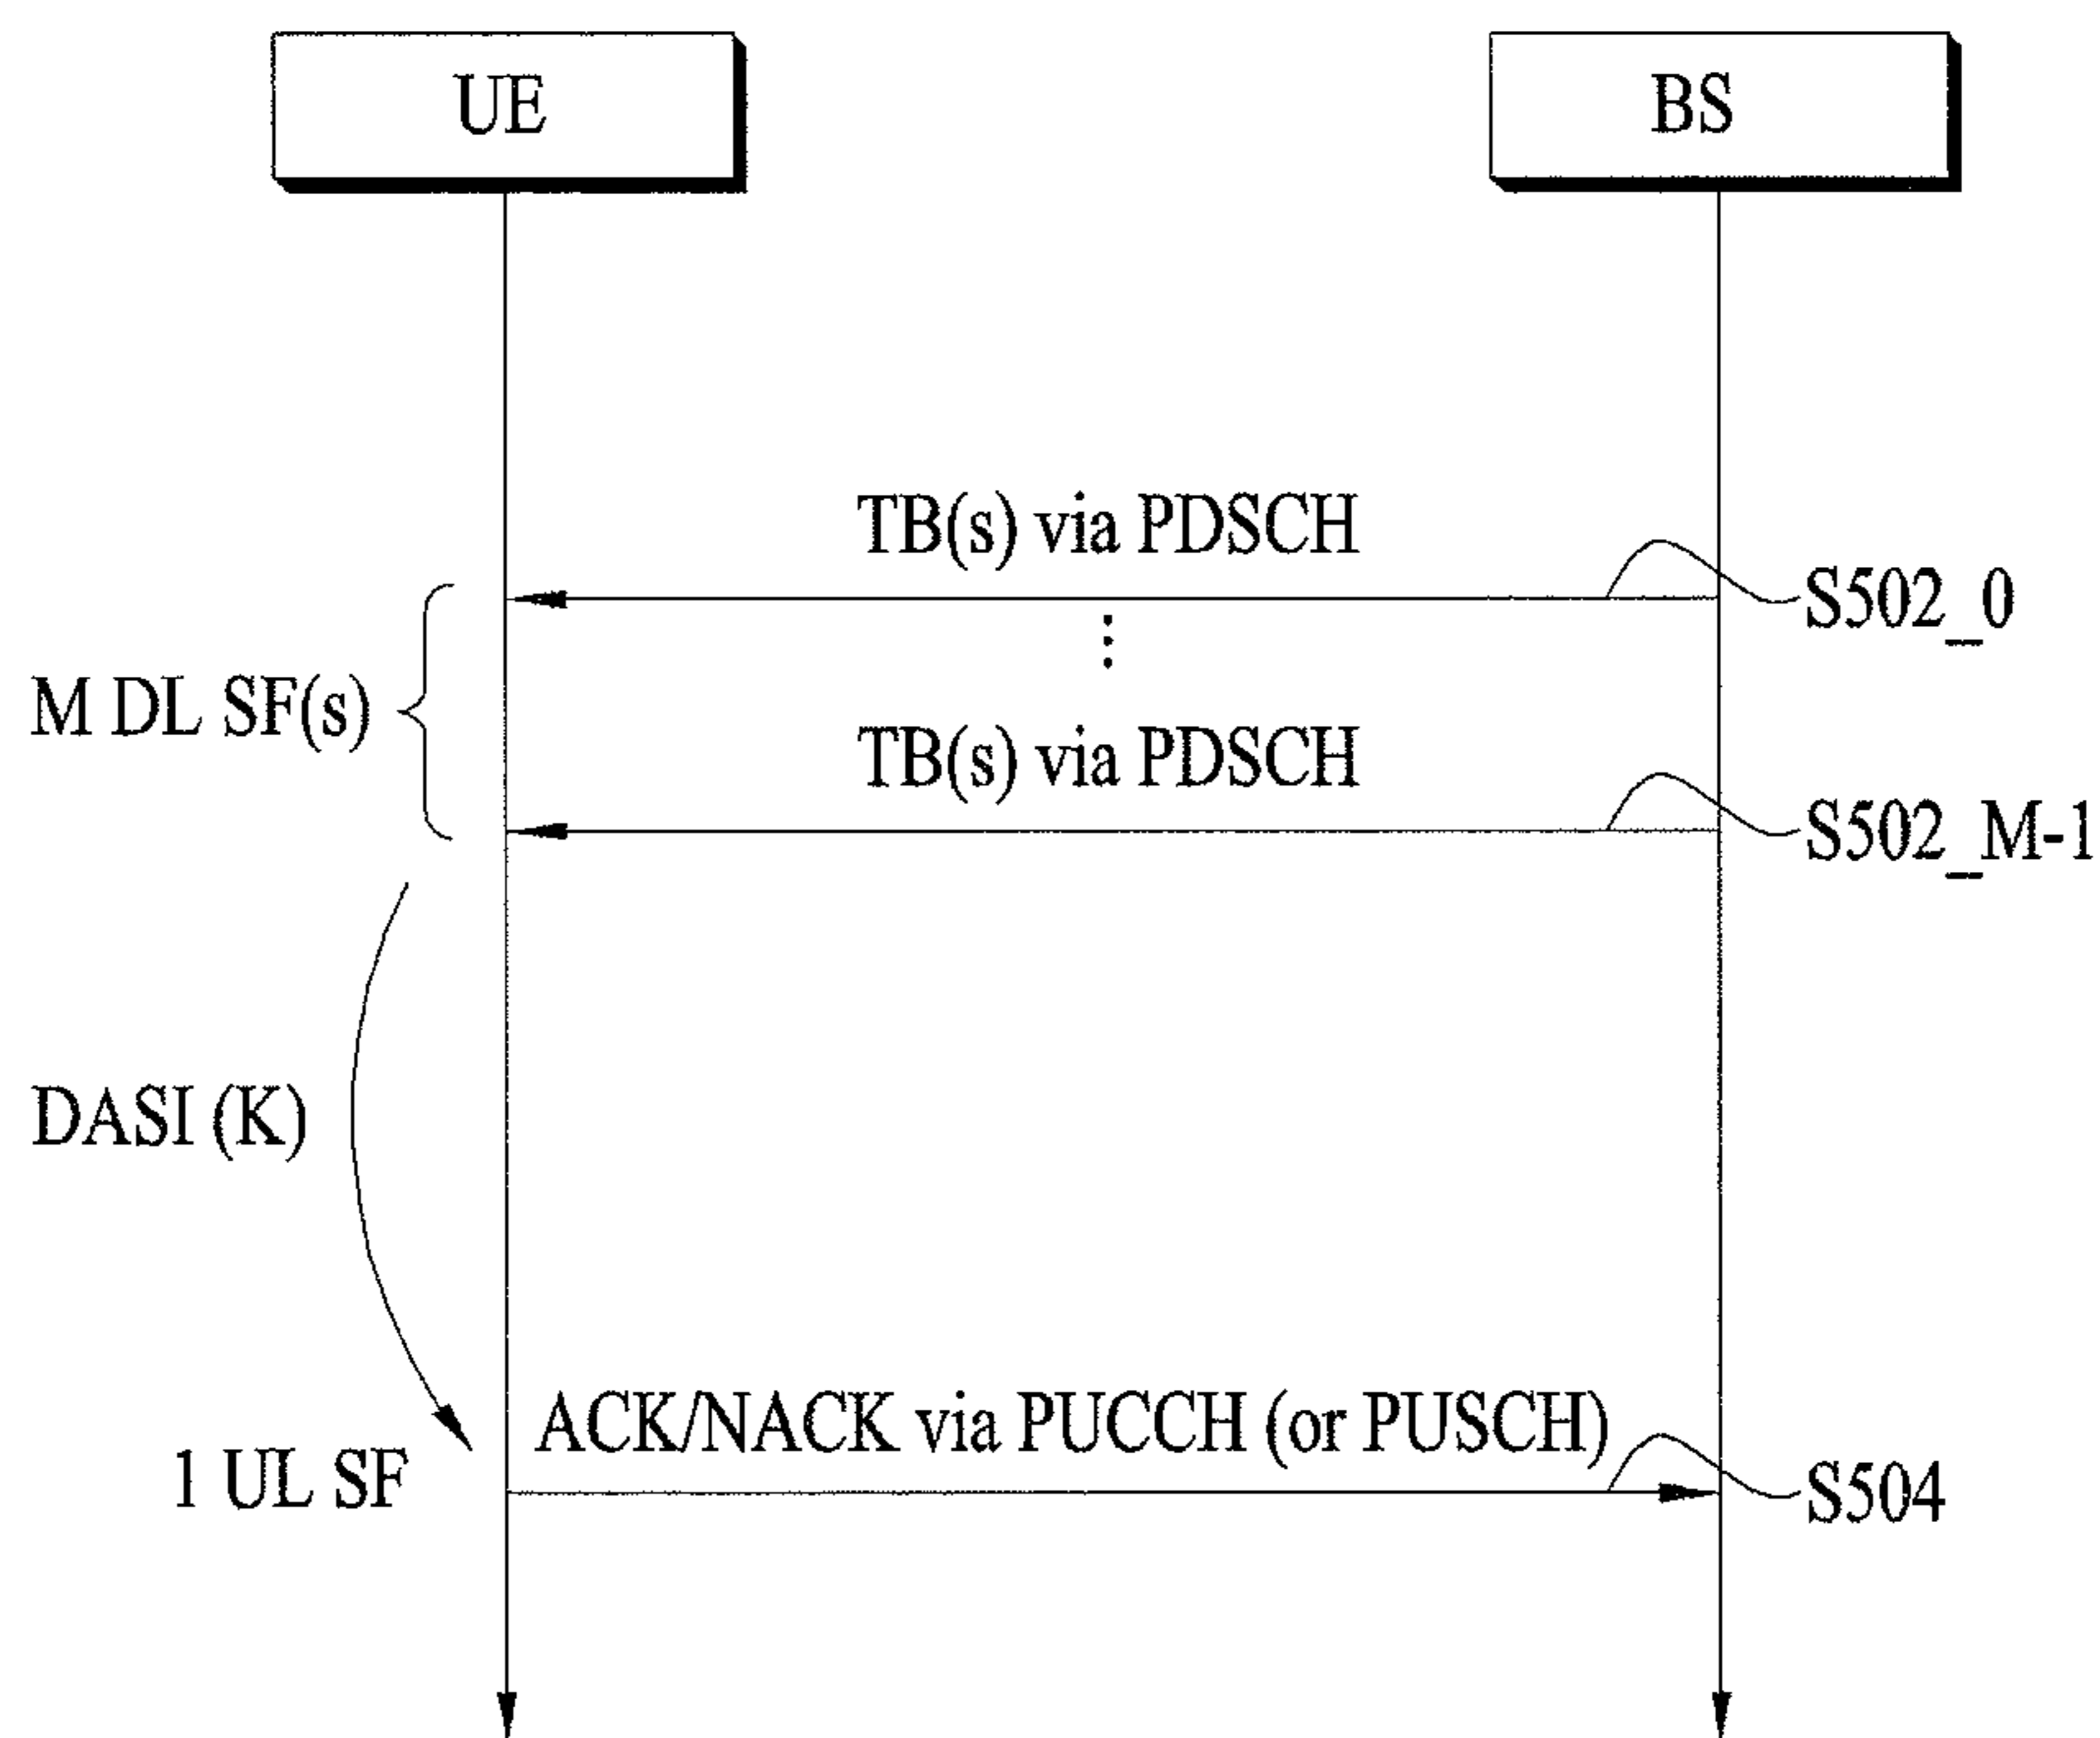 UE
BS
TB(s) via PDSCH
S502_0
M DL SF(s)
TB(s) via PDSCH
S502_M-1
DASI (K)
ACK/NACK via PUCCH (or PUSCH)
1 UL SF
S504